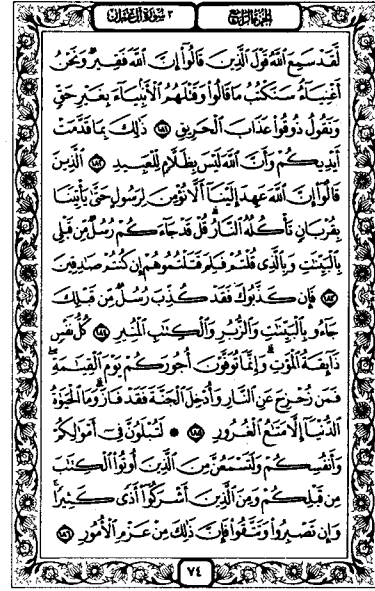 الجزء الرابع ٣ سورة آل عمران
لَّقَدْ سَمِعَ ٱللَّهُ قَوْلَ ٱلَّذِينَ قَالُوٓا۟ إِنَّ ٱللَّهَ فَقِيرٌ وَنَحْنُ
أَغْنِيَآءُ سَنَكْتُبُ مَا قَالُوا۟ وَقَتْلَهُمُ ٱلْأَنۢبِيَآءَ بِغَيْرِ حَقٍّ
وَنَقُولُ ذُوقُوا۟ عَذَابَ ٱلْحَرِيقِ ١٨١ ذَٰلِكَ بِمَا قَدَّمَتْ
أَيْدِيكُمْ وَأَنَّ ٱللَّهَ لَيْسَ بِظَلَّامٍ لِّلْعَبِيدِ ١٨٢ ٱلَّذِينَ
قَالُوٓا۟ إِنَّ ٱللَّهَ عَهِدَ إِلَيْنَآ أَلَّا نُؤْمِنَ لِرَسُولٍ حَتَّىٰ يَأْتِيَنَا
بِقُرْبَانٍ تَأْكُلُهُ ٱلنَّارُ قُلْ قَدْ جَآءَكُمْ رُسُلٌ مِّن قَبْلِى
بِٱلْبَيِّنَٰتِ وَبِٱلَّذِى قُلْتُمْ فَلِمَ قَتَلْتُمُوهُمْ إِن كُنتُمْ صَٰدِقِينَ
١٨٣ فَإِن كَذَّبُوكَ فَقَدْ كُذِّبَ رُسُلٌ مِّن قَبْلِكَ
جَآءُو بِٱلْبَيِّنَٰتِ وَٱلزُّبُرِ وَٱلْكِتَٰبِ ٱلْمُنِيرِ ١٨٤ كُلُّ نَفْسٍ
ذَآئِقَةُ ٱلْمَوْتِ وَإِنَّمَا تُوَفَّوْنَ أُجُورَكُمْ يَوْمَ ٱلْقِيَٰمَةِ
فَمَن زُحْزِحَ عَنِ ٱلنَّارِ وَأُدْخِلَ ٱلْجَنَّةَ فَقَدْ فَازَ وَمَا ٱلْحَيَوٰةُ
ٱلدُّنْيَآ إِلَّا مَتَٰعُ ٱلْغُرُورِ ١٨٥ * لَتُبْلَوُنَّ فِىٓ أَمْوَٰلِكُمْ
وَأَنفُسِكُمْ وَلَتَسْمَعُنَّ مِنَ ٱلَّذِينَ أُوتُوا۟ ٱلْكِتَٰبَ
مِن قَبْلِكُمْ وَمِنَ ٱلَّذِينَ أَشْرَكُوٓا۟ أَذًى كَثِيرًا
وَإِن تَصْبِرُوا۟ وَتَتَّقُوا۟ فَإِنَّ ذَٰلِكَ مِنْ عَزْمِ ٱلْأُمُورِ ١٨٦
٧٤